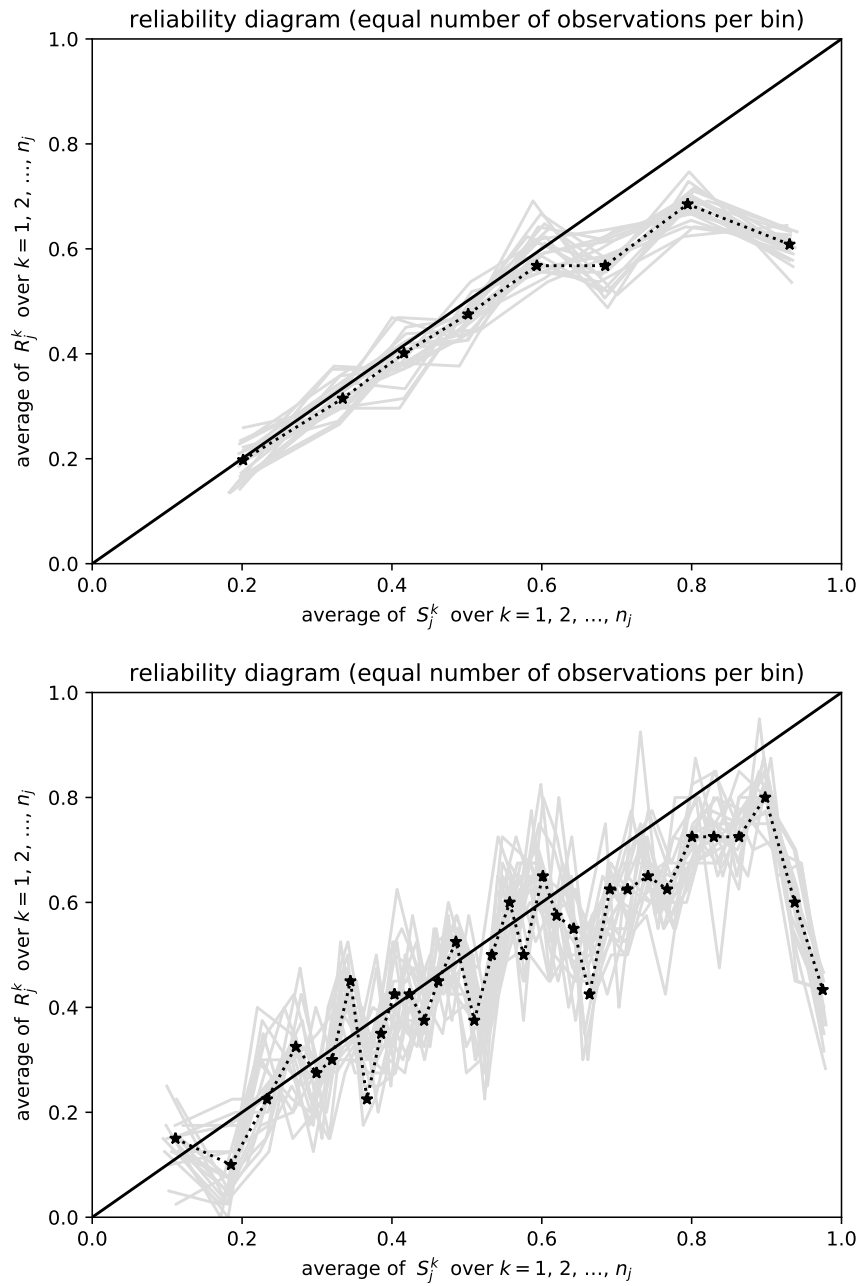 reliability diagram (equal number of observations per bin)
1.0
0.8
0.6
0.4
0.2
0.0
average of R_j^k over k = 1, 2, ..., n_j
0.0 0.2 0.4 0.6 0.8 1.0
average of S_j^k over k = 1, 2, ..., n_j
reliability diagram (equal number of observations per bin)
1.0
0.8
0.6
0.4
0.2
0.0
average of R_j^k over k = 1, 2, ..., n_j
0.0 0.2 0.4 0.6 0.8 1.0
average of S_j^k over k = 1, 2, ..., n_j